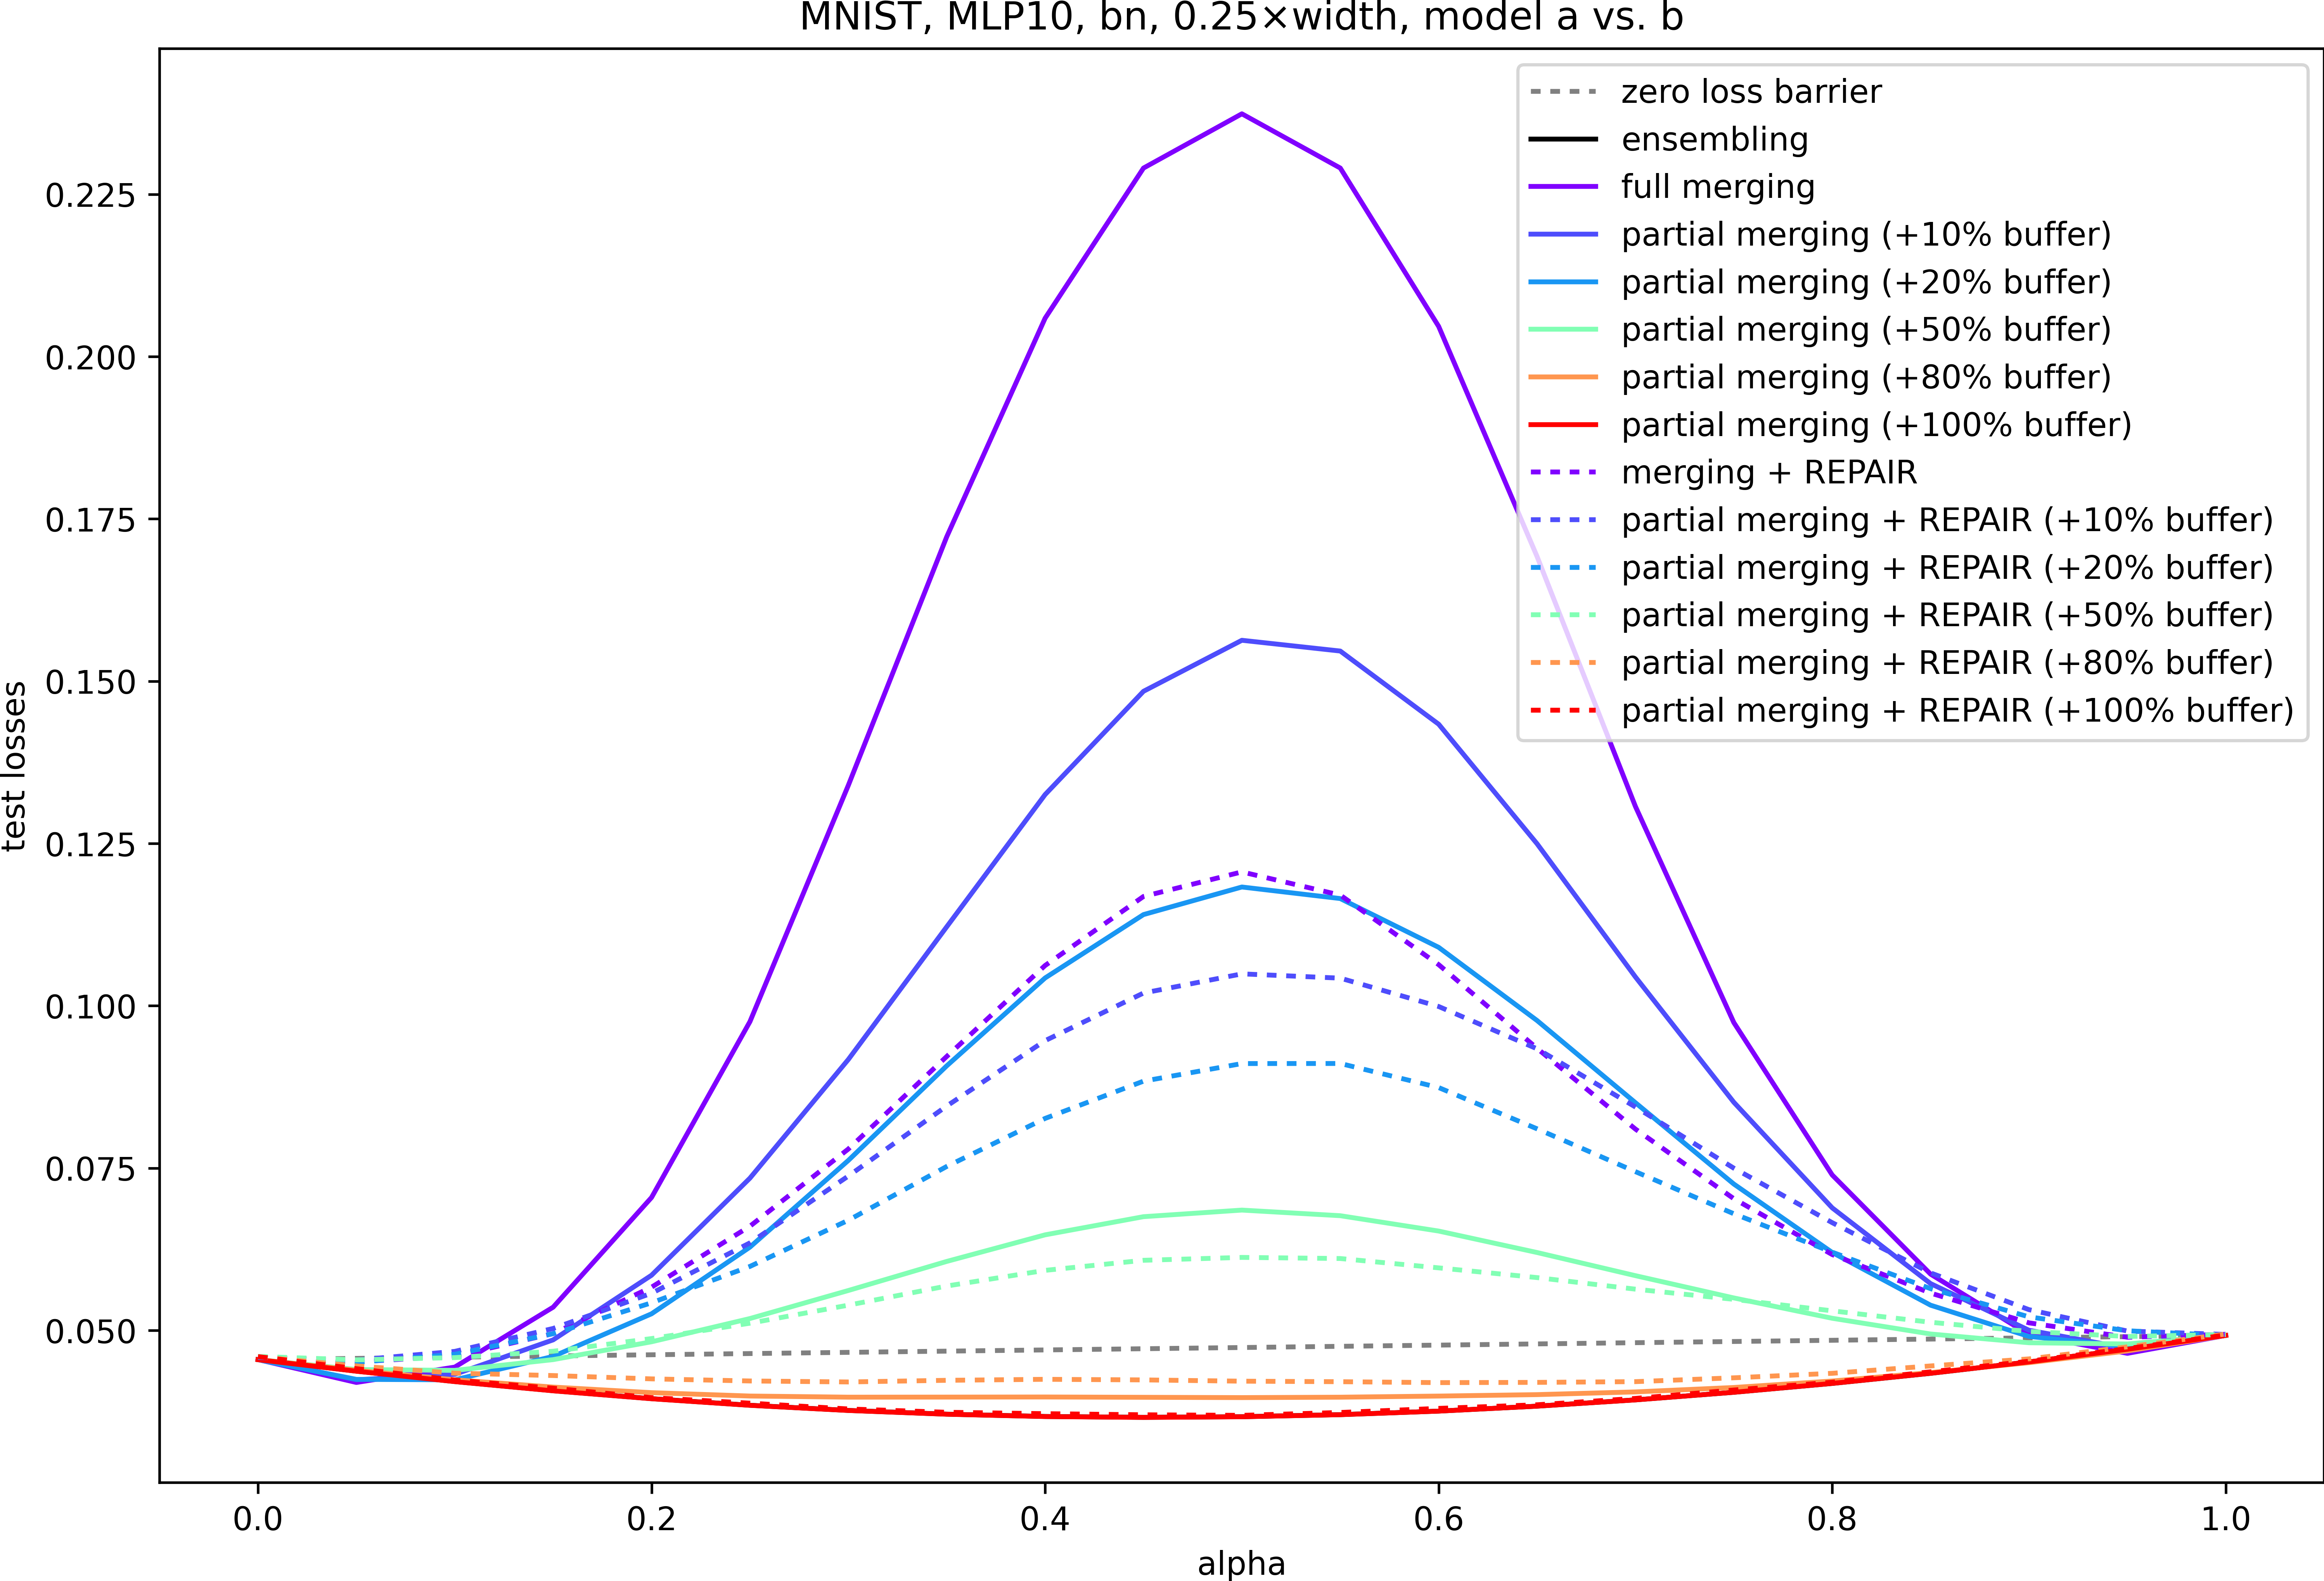 MNIST, MLP10, bn, 0.25×width, model a vs. b
zero loss barrier
ensembling
full merging
partial merging (+10% buffer)
partial merging (+20% buffer)
partial merging (+50% buffer)
partial merging (+80% buffer)
partial merging (+100% buffer)
merging + REPAIR
partial merging + REPAIR (+10% buffer)
partial merging + REPAIR (+20% buffer)
partial merging + REPAIR (+50% buffer)
partial merging + REPAIR (+80% buffer)
partial merging + REPAIR (+100% buffer)
test losses
0.225
0.200
0.175
0.150
0.125
0.100
0.075
0.050
0.0 0.2 0.4 0.6 0.8 1.0
alpha